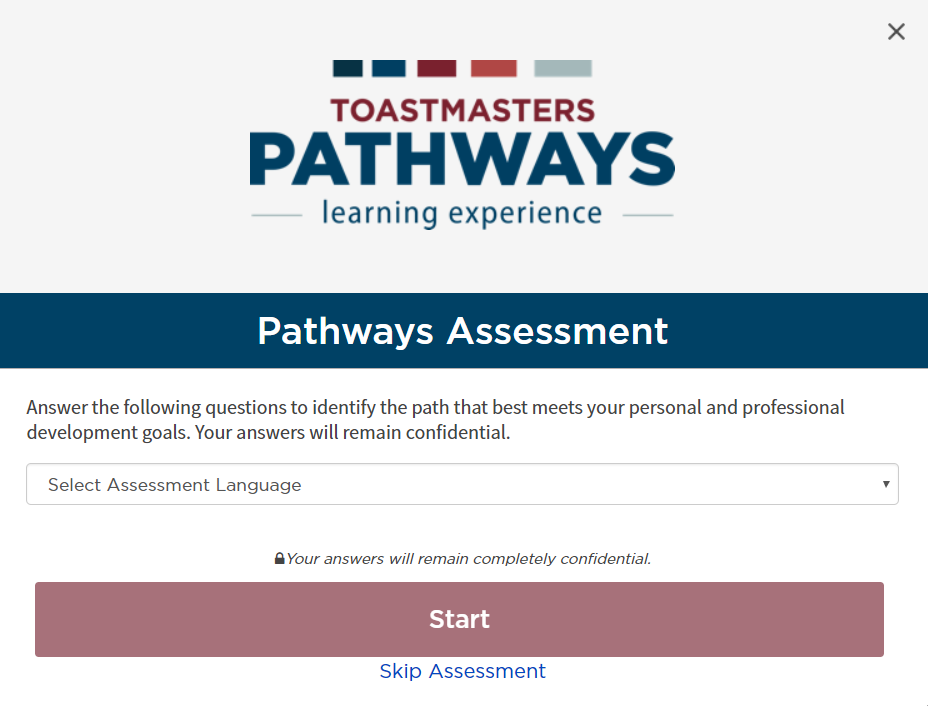 TOASTMASTERS
PATHWAYS
learning experience
Pathways Assessment
Answer the following questions to identify the path that best meets your personal and professional
development goals. Your answers will remain confidential.
Select Assessment Language
Your answers will remain completely confidential.
Start
Skip Assessment